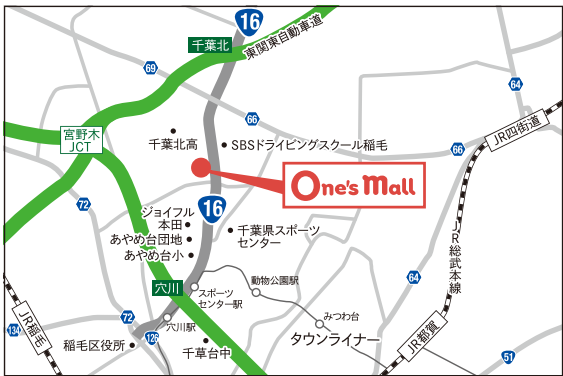 16
千葉北
東関東自動車道
69
64
66
宮野木
JCT
千葉北高
SBSドライビングスクール稲毛
66
JR四街道
One's Mall
72
ジョイフル
本田
16
あやめ台団地
千葉県スポーツ
センター
あやめ台小
JR総武本線
64
穴川
スポーツ
センター駅
動物公園駅
72
134
JR稲毛
126
穴川駅
みつわ台
タウンライナー
JR都賀
稲毛区役所
千草台中
51